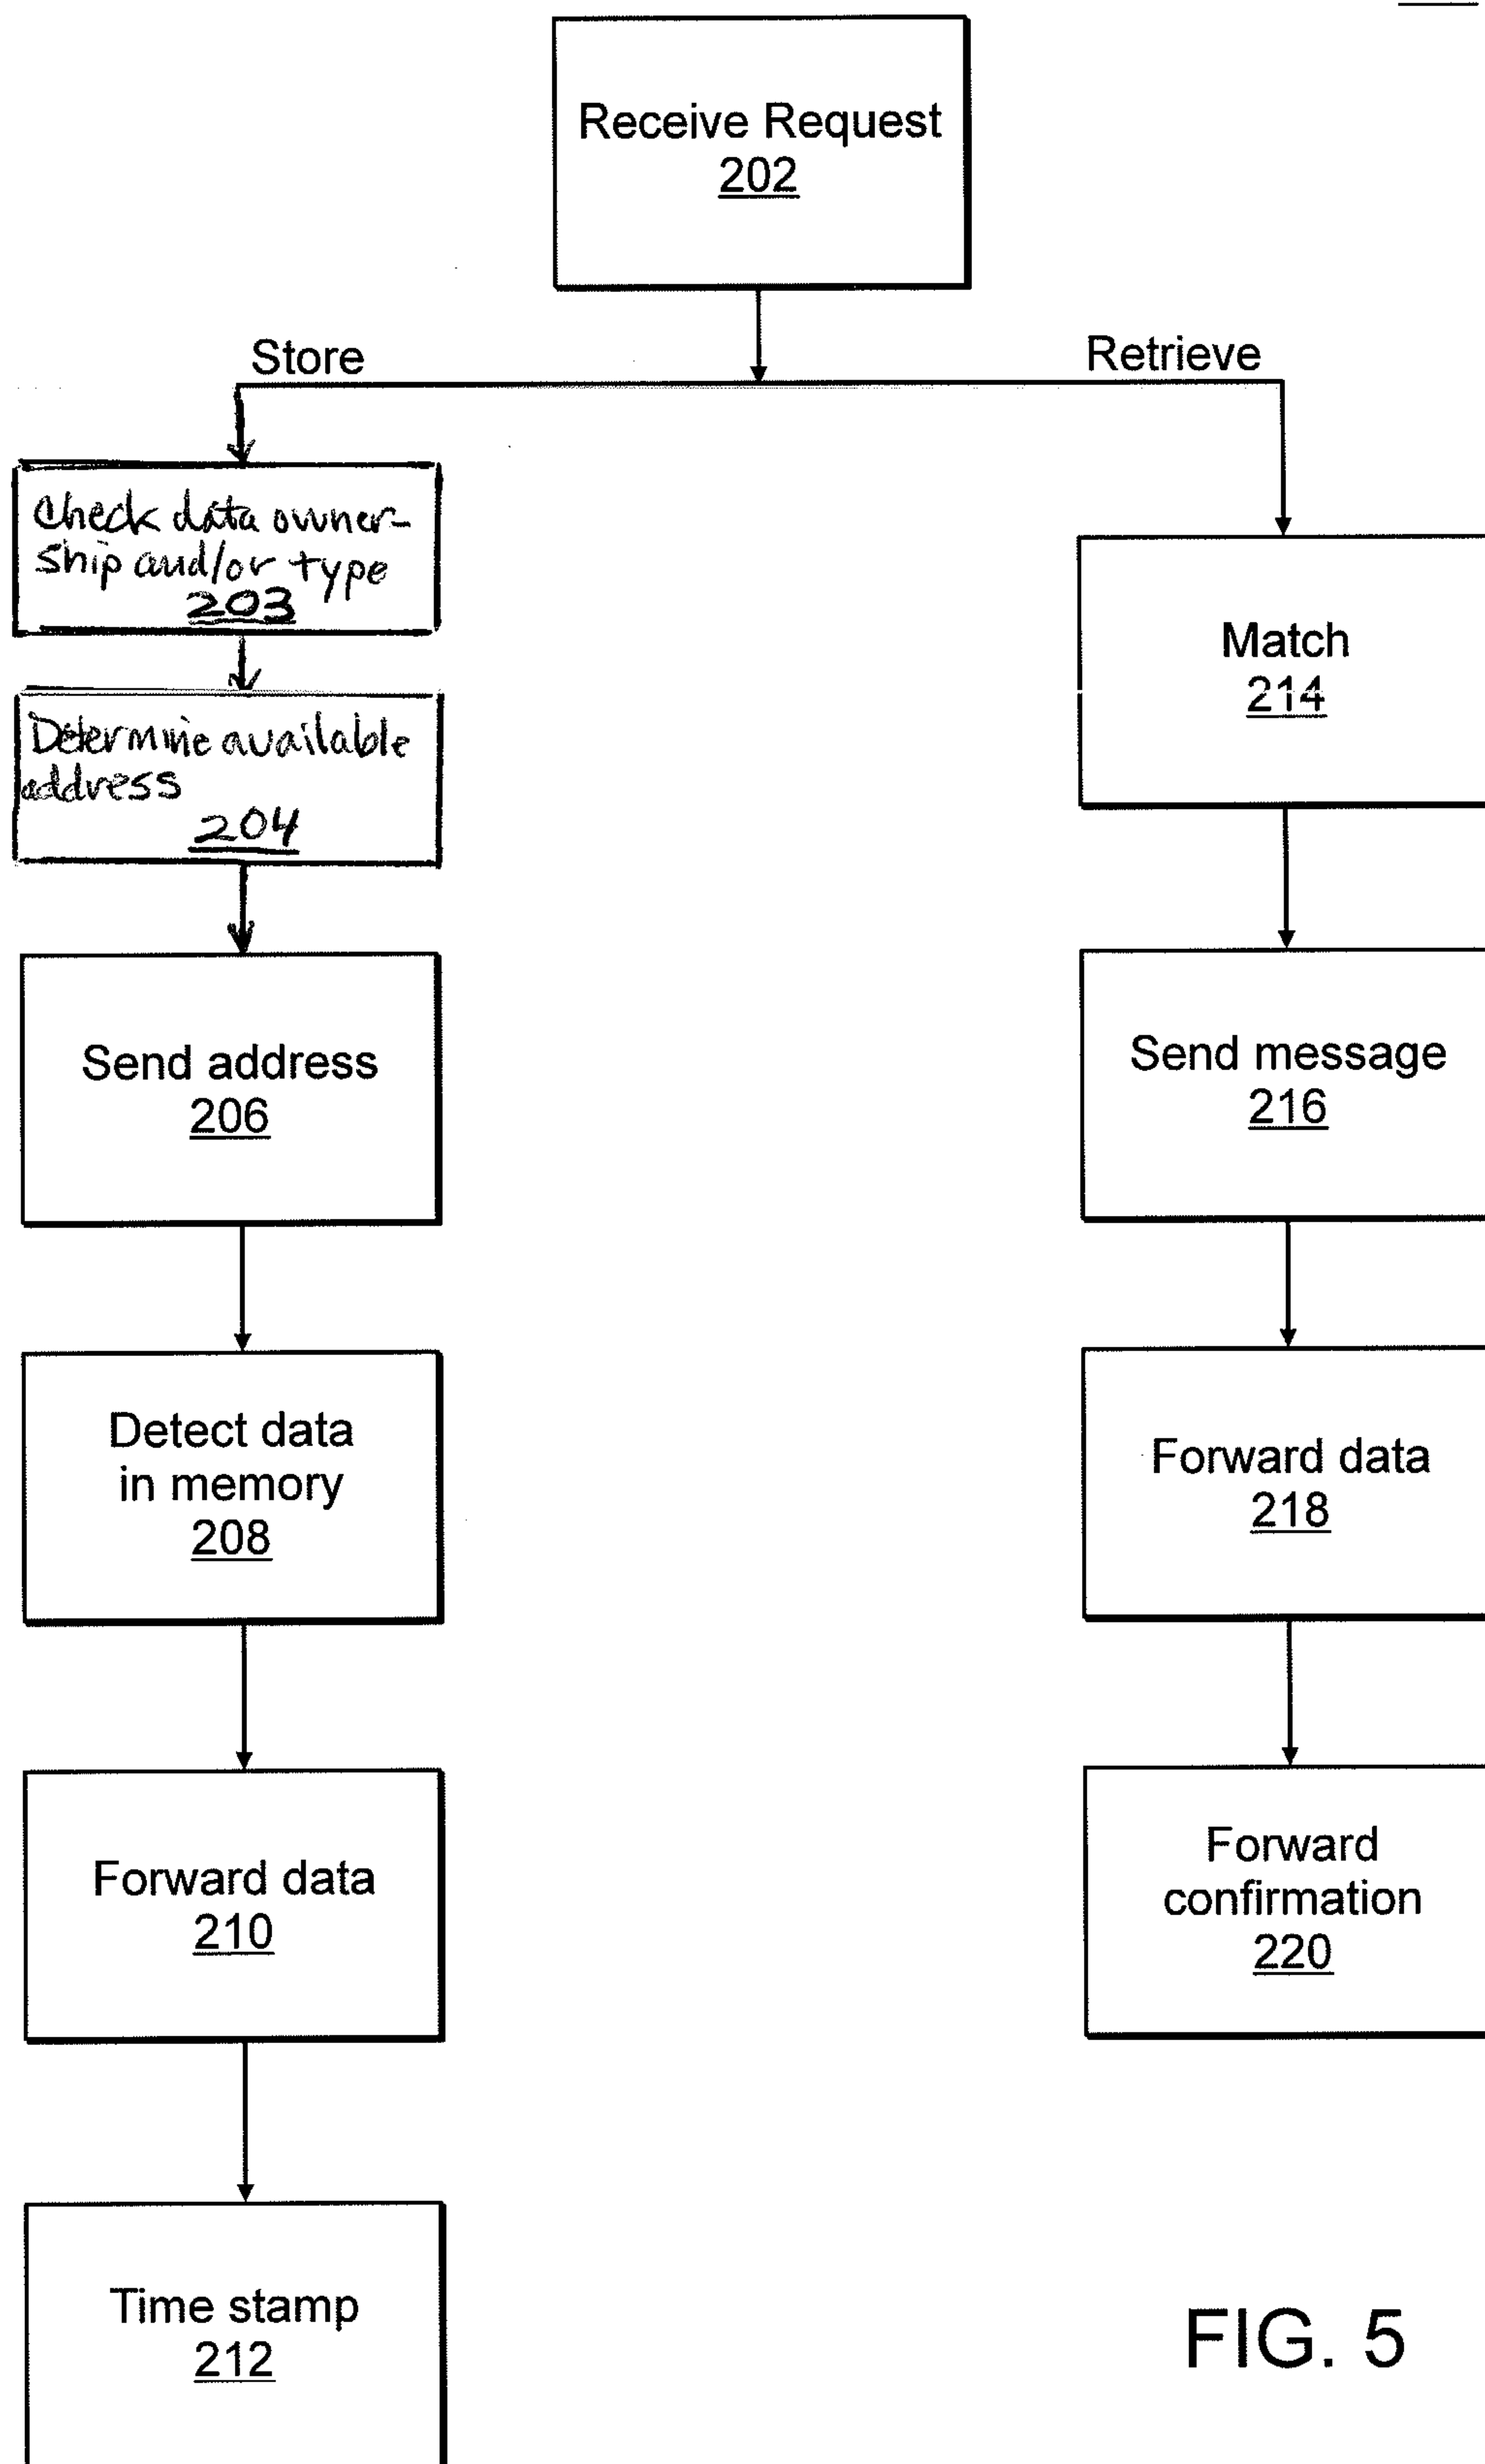 Receive Request
202
Store
Retrieve
Check data owner-
ship and/or type
203
Determine available
address
204
Send address
206
Detect data
in memory
208
Forward data
210
Time stamp
212
Match
214
Send message
216
Forward data
218
Forward
confirmation
220
FIG. 5